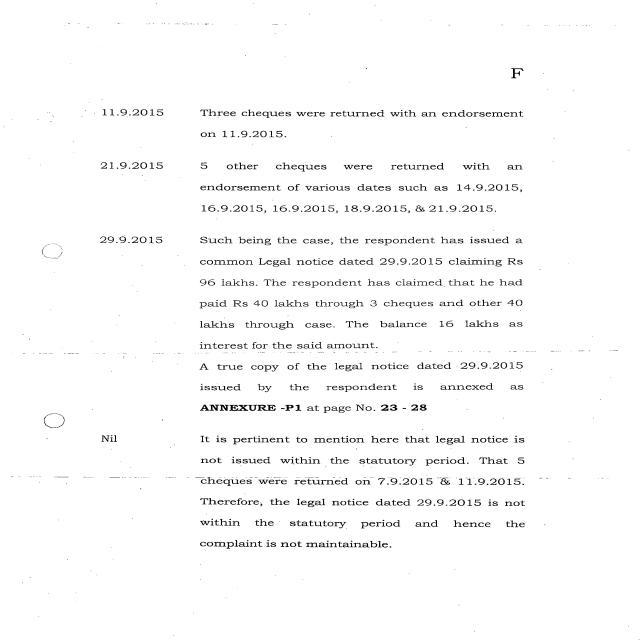 F
11.9.2015 Three cheques were returned with an endorsement
on 11.9.2015.
21.9.2015 5 other cheques were returned with an
endorsement of various dates such as 14.9.2015,
16.9.2015, 16.9.2015, 18.9.2015, & 21.9.2015.
29.9.2015 Such being the case, the respondent has issued a
common Legal notice dated 29.9.2015 claiming Rs
96 lakhs. The respondent has claimed that he had
paid Rs 40 lakhs through 3 cheques and other 40
lakhs through case. The balance 16 lakhs as
interest for the said amount.
A true copy of the legal notice dated 29.9.2015
issued by the respondent is annexed as
ANNEXURE -P1 at page No. 23 - 28
Nil It is pertinent to mention here that legal notice is
not issued within the statutory period. That 5
cheques were returned on 7.9.2015 & 11.9.2015.
Therefore, the legal notice dated 29.9.2015 is not
within the statutory period and hence the
complaint is not maintainable.